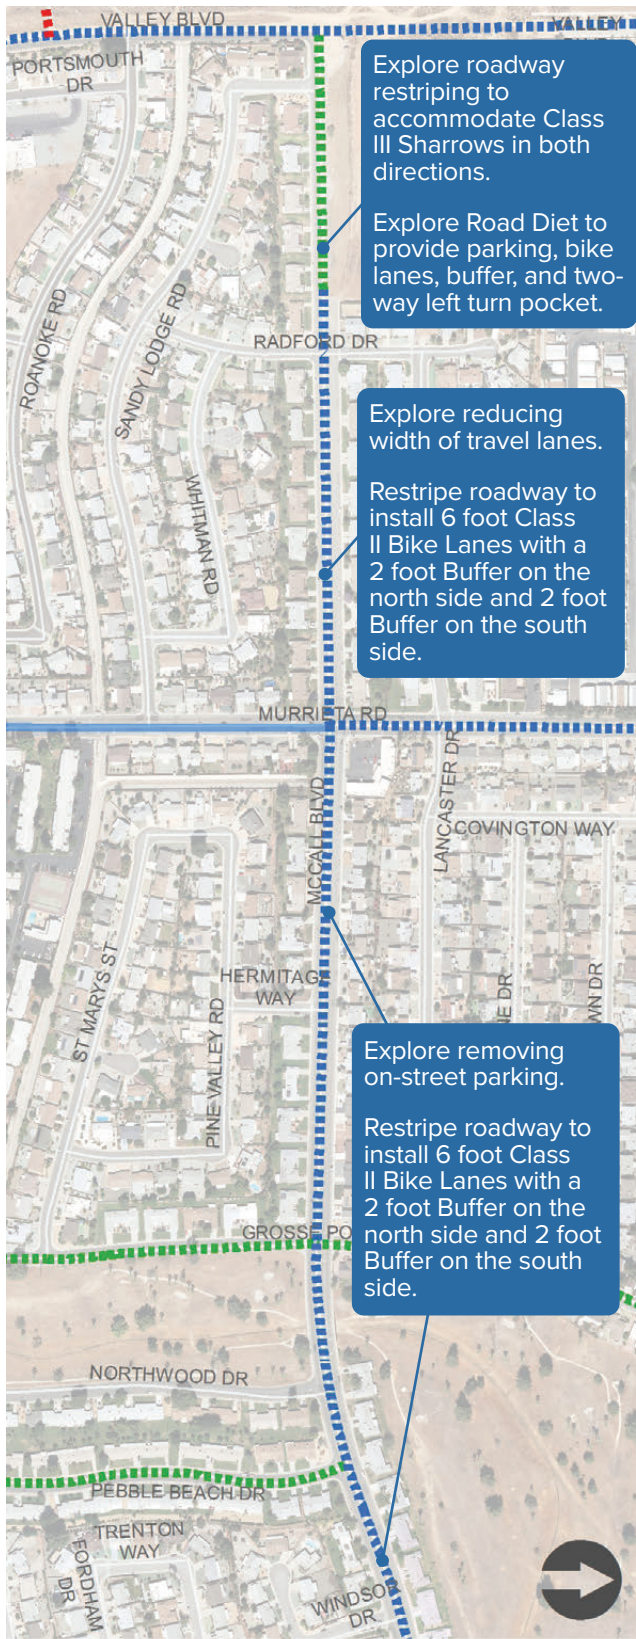 VALLEY BLVD
VALLEY
PORTSMOUTH
DR
Explore roadway
restriping to
accommodate Class
III Sharrows in both
directions.
Explore Road Diet to
provide parking, bike
lanes, buffer, and two-
way left turn pocket.
ROANOKE RD
SANDY LODGE RD
RADFORD DR
WHITMAN RD
Explore reducing
width of travel lanes.
Restripe roadway to
install 6 foot Class
II Bike Lanes with a
2 foot Buffer on the
north side and 2 foot
Buffer on the south
side.
MURRIETA RD
MCCALL BLVD
LANCASTER DR
COVINGTON WAY
ST MARYS ST
HERMITAGE
WAY
PINE VALLEY RD
NE DR
WN DR
Explore removing
on-street parking.
Restripe roadway to
install 6 foot Class
II Bike Lanes with a
2 foot Buffer on the
north side and 2 foot
Buffer on the south
side.
GROSSE PO
NORTHWOOD DR
PEBBLE BEACH DR
TRENTON
WAY
FORDHAM
DR
WINDSOR
DR